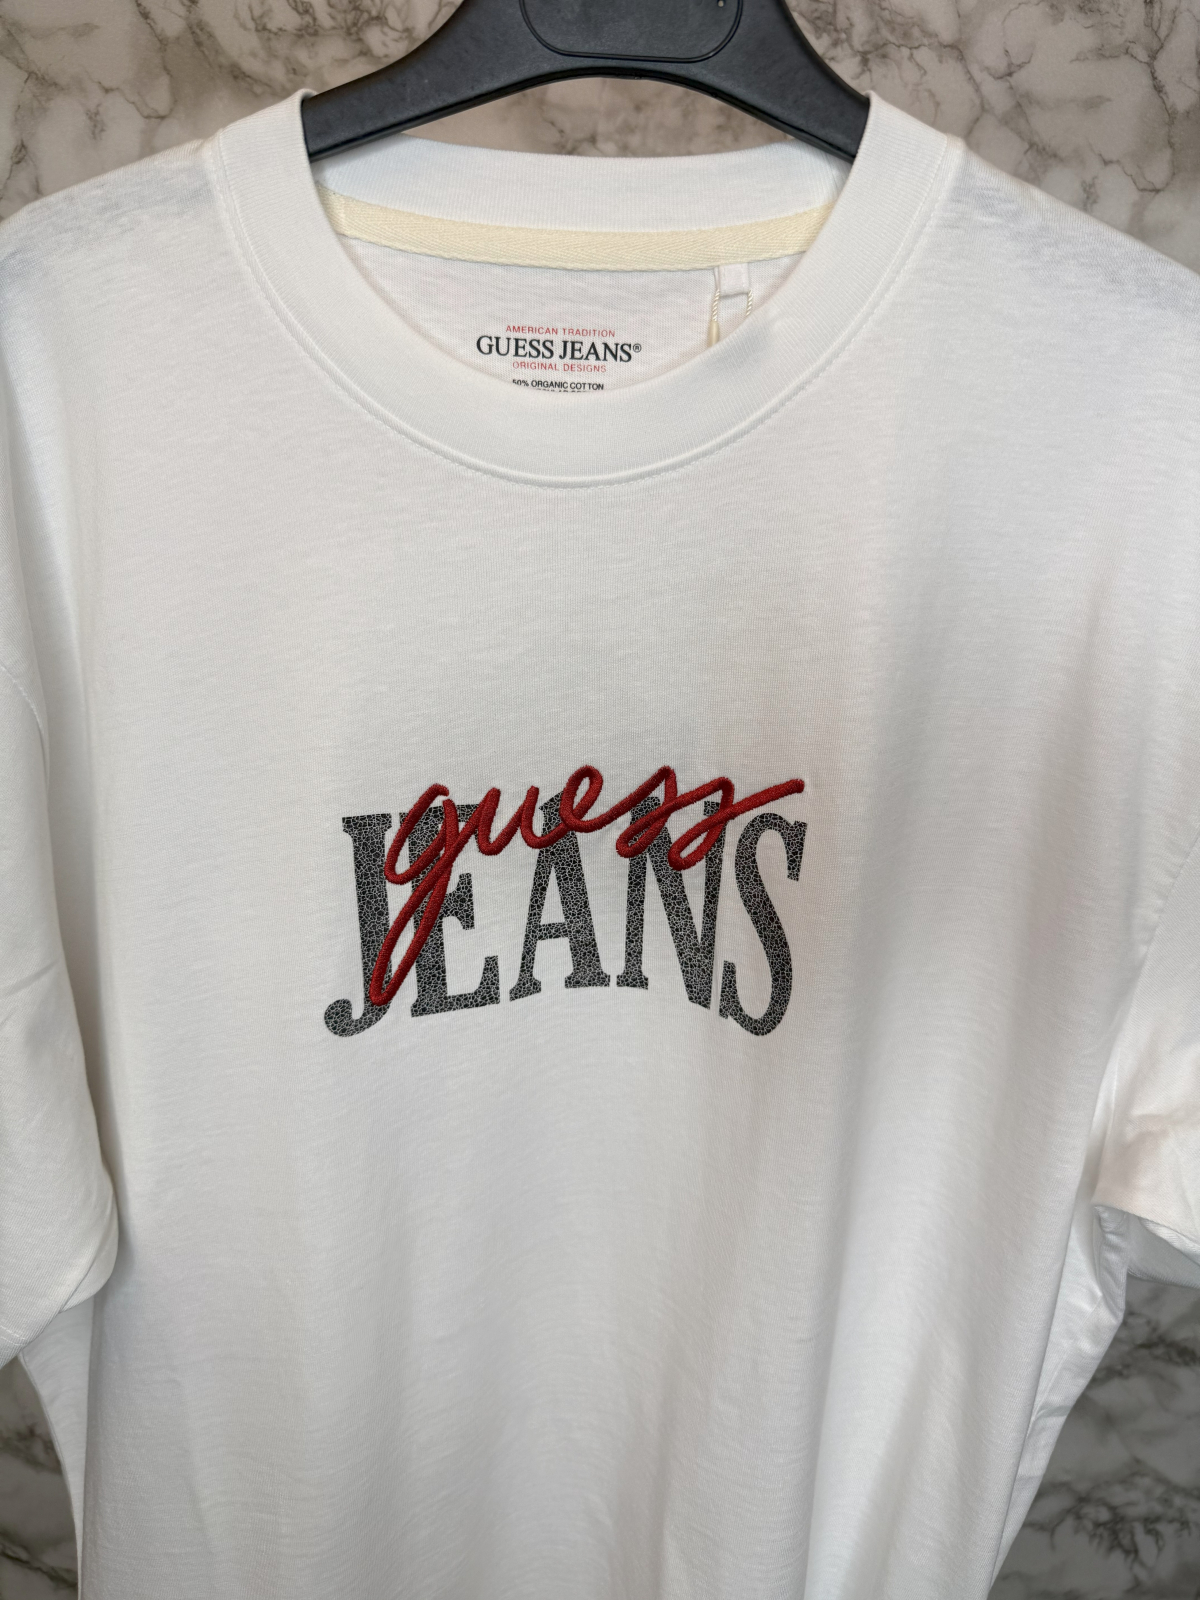 AMERICAN TRADITION
GUESS JEANS®
ORIGINAL DESIGNS
50% ORGANIC COTTON
guess
JEANS